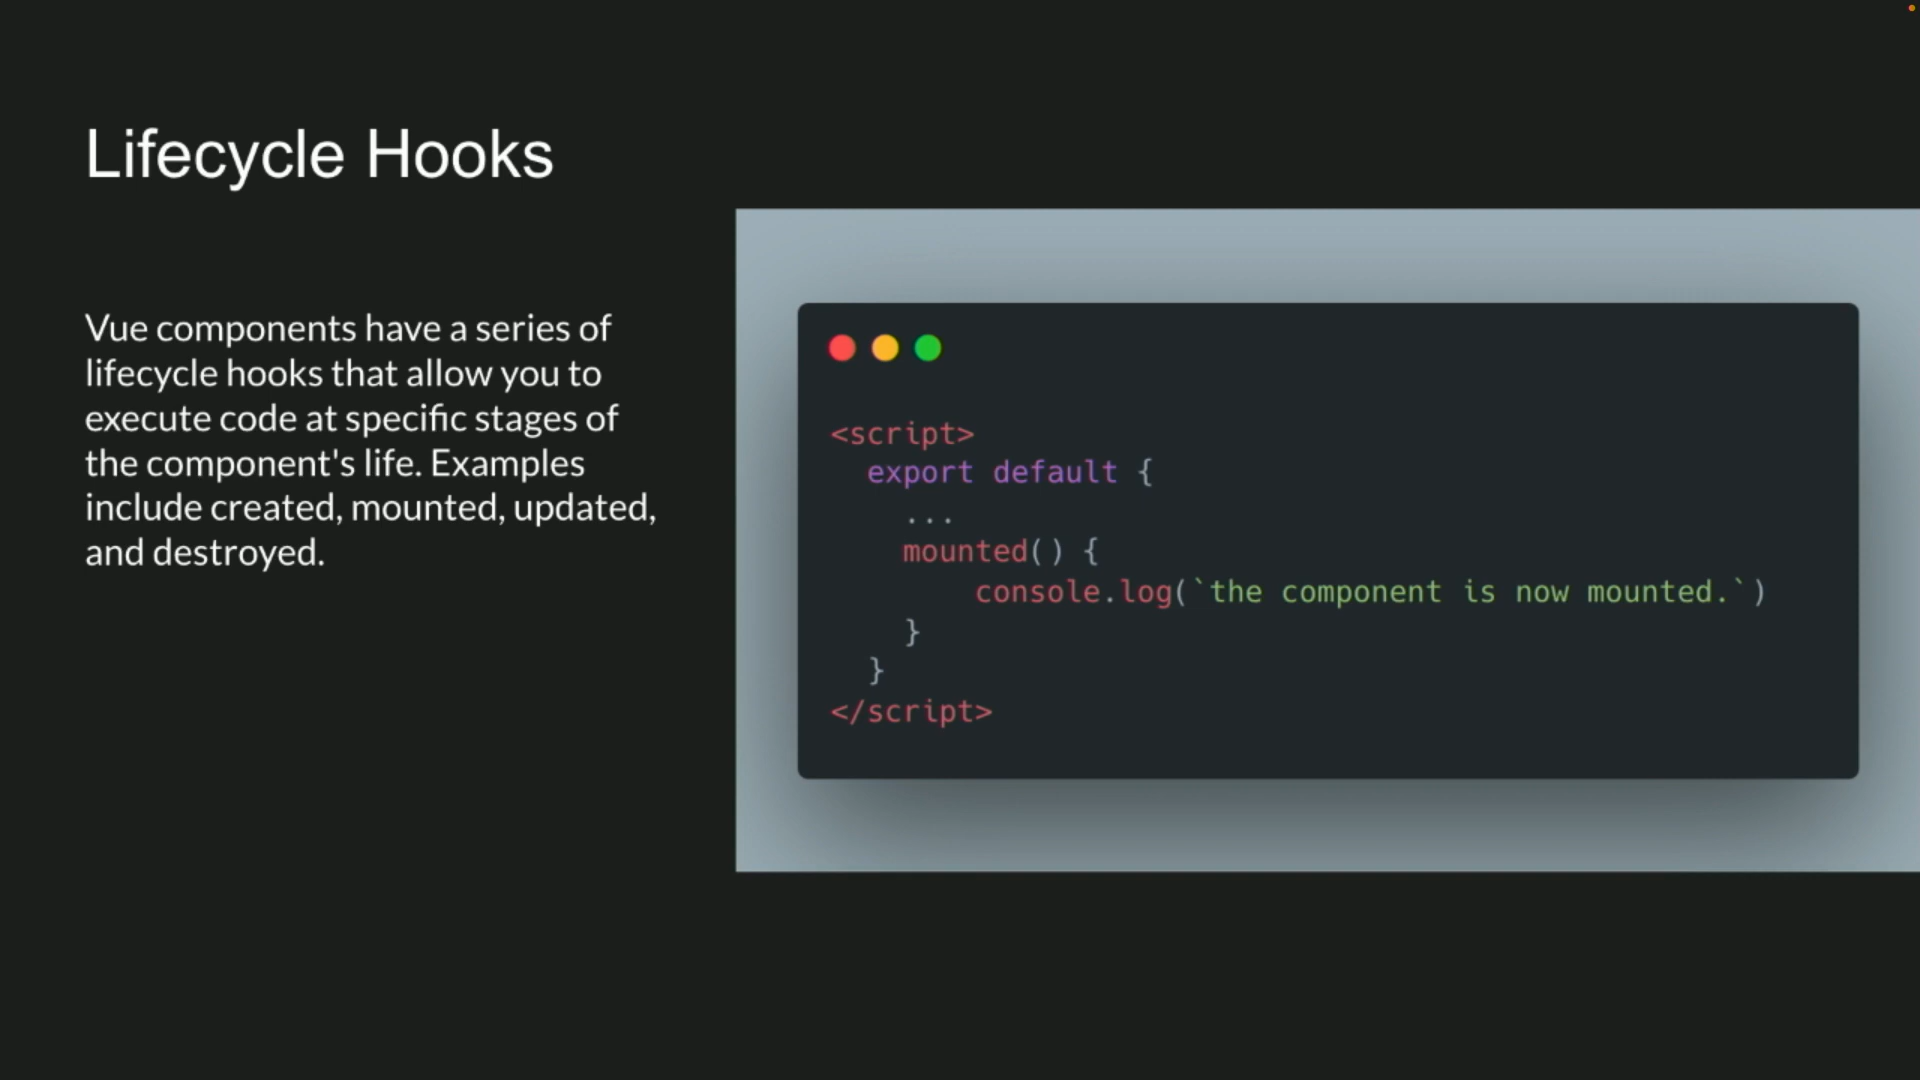 Lifecycle Hooks
Vue components have a series of
lifecycle hooks that allow you to
execute code at specific stages of
the component's life. Examples
include created, mounted, updated,
and destroyed.
<script>
  export default {
    ...
    mounted() {
        console.log(`the component is now mounted.`)
    }
  }
</script>